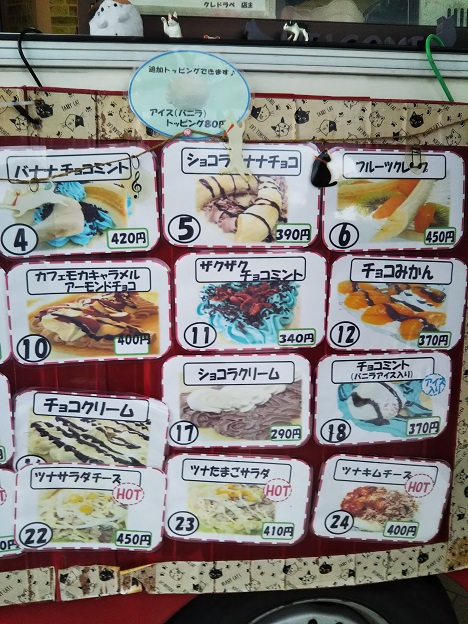 クレドラペ 店主
追加トッピングできます♪
アイス(バニラ)
トッピング80円
バナナチョコミント
4
420円
5
390円
フルーツクレープ
6
450円
カフェモカキャラメル
アーモンドチョコ
10
400円
ザクザク
チョコミント
11
340円
チョコみかん
12
370円
チョコクリーム
ショコラクリーム
17
290円
チョコミント
(バニラアイス入り)
アイス
入り
18
370円
ツナサラダチーズ
HOT
22
450円
ツナたまごサラダ
HOT
23
410円
ツナキムチーズ
HOT
24
400円